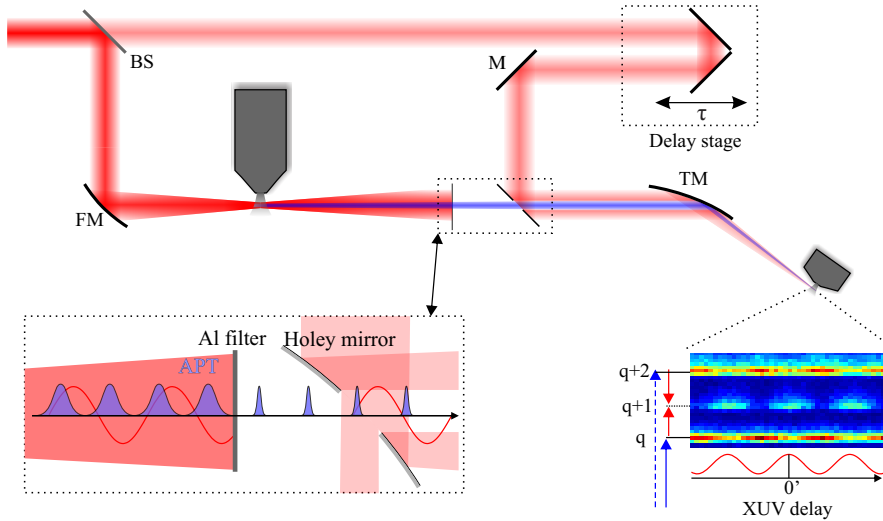 BS
M
τ
Delay stage
FM
TM
Al filter
Holey mirror
APT
q+2
q+1
q
0'
XUV delay